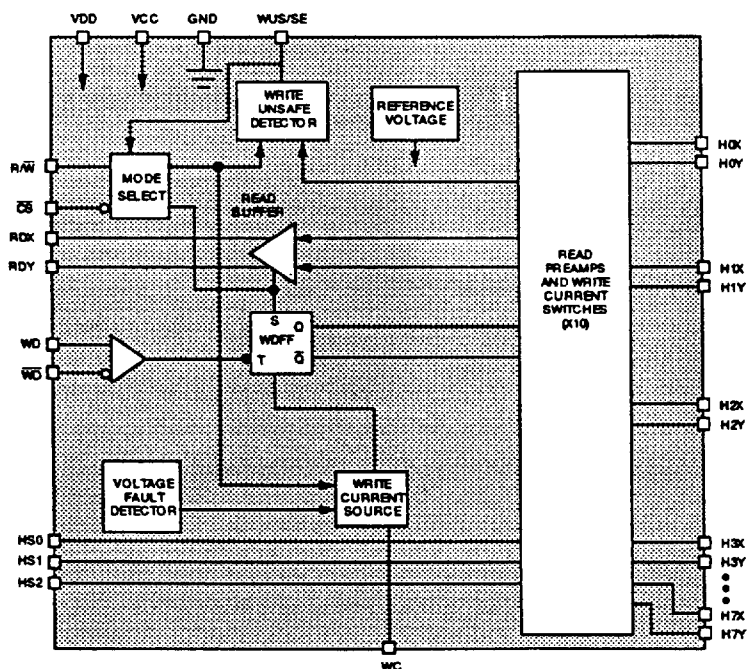 VDD VCC GND WUS/SE
WRITE
UNSAFE
DETECTOR
REFERENCE
VOLTAGE
R/W̅
C̅S̅
MODE
SELECT
READ
BUFFER
RDX
RDY
S
Q
WDFF
T
Q̅
WD
W̅D̅
READ
PREAMPS
AND WRITE
CURRENT
SWITCHES
(X10)
VOLTAGE
FAULT
DETECTOR
WRITE
CURRENT
SOURCE
HS0
HS1
HS2
WC
H0X
H0Y
H1X
H1Y
H2X
H2Y
H3X
H3Y
H7X
H7Y